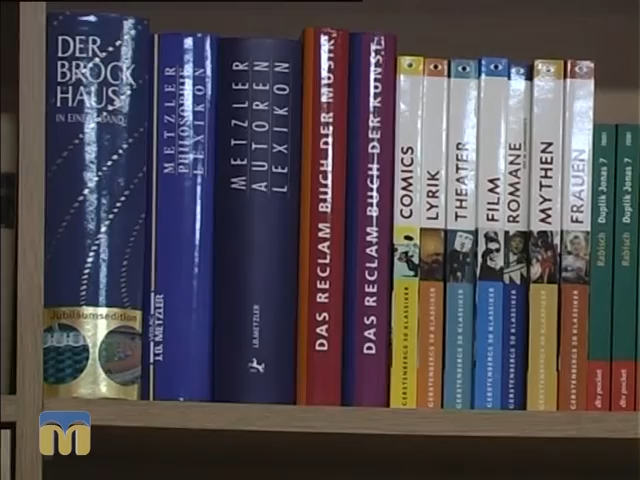 DER
BROCK
HAUS
IN EINEM BAND
Jubiläumsedition
METZLER
PHILOSOPHIE
LEXIKON
VERLAG
J.B. METZLER
METZLER
AUTOREN
LEXIKON
J.B.METZLER
DAS RECLAM BUCH DER MUSIK
DAS RECLAM BUCH DER KUNST
COMICS
GERSTENBERGS 50 KLASSIKER
LYRIK
GERSTENBERGS 50 KLASSIKER
THEATER
GERSTENBERGS 50 KLASSIKER
FILM
GERSTENBERGS 50 KLASSIKER
ROMANE
GERSTENBERGS 50 KLASSIKER
MYTHEN
GERSTENBERGS 50 KLASSIKER
FRAUEN
GERSTENBERGS 50 KLASSIKER
Rabisch Duplik Jonas 7
dtv pocket
Rabisch Duplik Jonas 7
dtv pocket
m